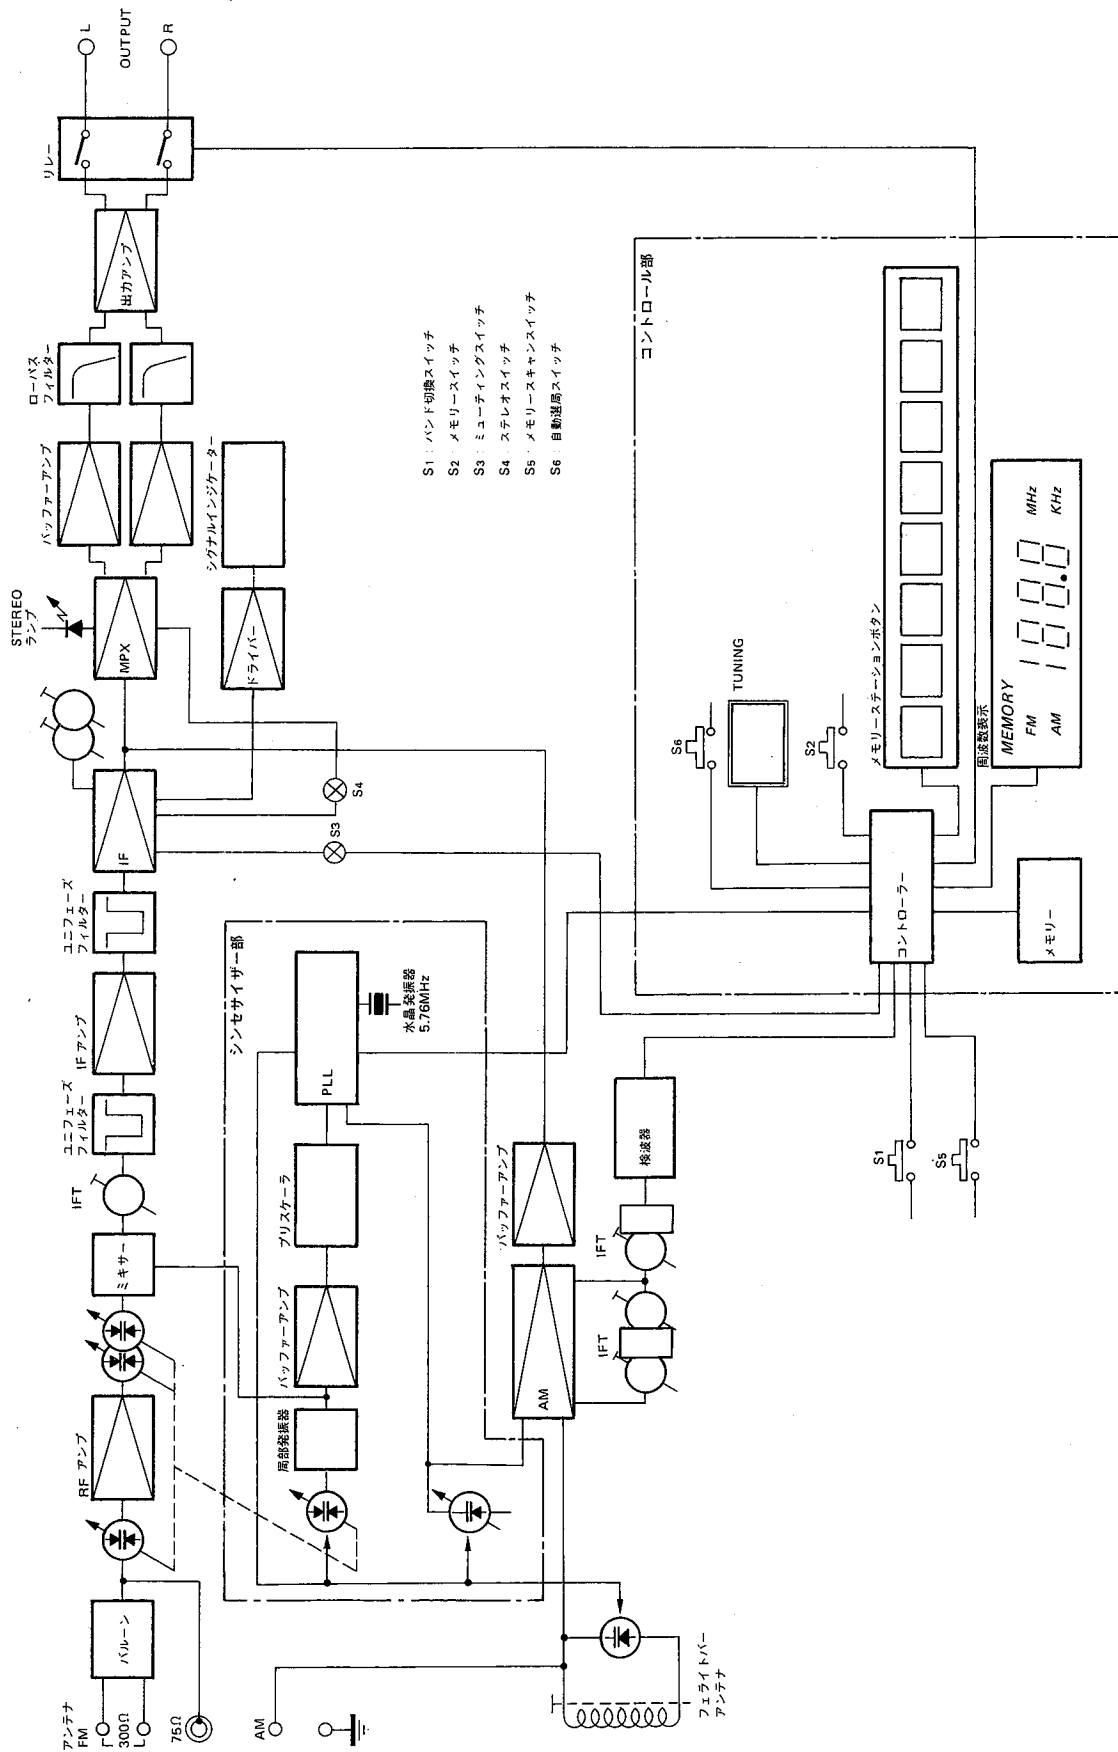 アンテナ
FM
300Ω
75Ω
AM
バルーン
RF アンプ
ミキサー
IFT
ユニフェーズ
フィルター
IF アンプ
ユニフェーズ
フィルター
IF
STEREO
ランプ
MPX
バッファーアンプ
ローパス
フィルター
出力アンプ
リレー
L
OUTPUT
R
ドライバー
シグナルインジケーター
S3
S4
シンセサイザー部
局部発振器
バッファーアンプ
プリスケーラ
PLL
水晶発振器
5.76MHz
フェライトバー
アンテナ
AM
バッファーアンプ
IFT
IFT
検波器
S1
S5
S1：バンド切換スイッチ
S2：メモリースイッチ
S3：ミューティングスイッチ
S4：ステレオスイッチ
S5：メモリースキャンスイッチ
S6：自動選局スイッチ
コントロール部
S6
TUNING
S2
コントローラー
メモリー
メモリーステーションボタン
周波数表示
MEMORY
FM
MHz
AM
KHz